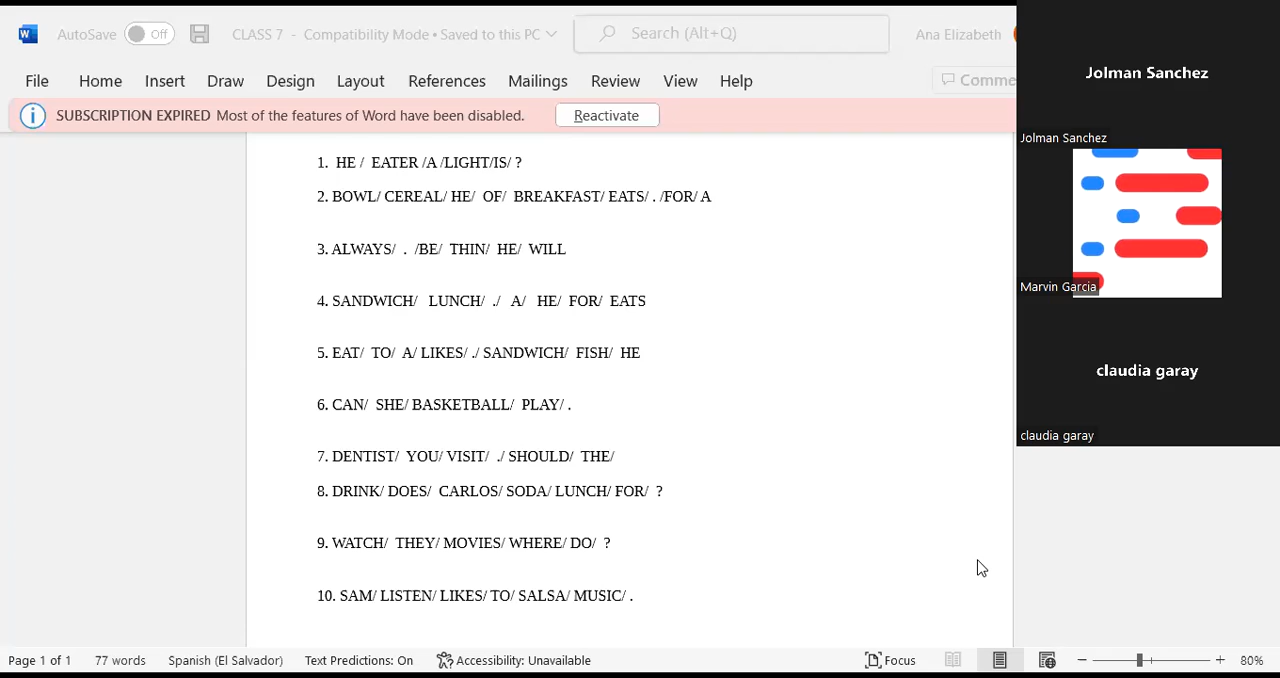 AutoSave Off CLASS 7 - Compatibility Mode • Saved to this PC Search (Alt+Q) Ana Elizabeth
File Home Insert Draw Design Layout References Mailings Review View Help Comme
SUBSCRIPTION EXPIRED Most of the features of Word have been disabled. Reactivate
1. HE / EATER /A /LIGHT/IS/ ?
2. BOWL/ CEREAL/ HE/ OF/ BREAKFAST/ EATS/ . /FOR/ A
3. ALWAYS/ . /BE/ THIN/ HE/ WILL
4. SANDWICH/ LUNCH/ ./ A/ HE/ FOR/ EATS
5. EAT/ TO/ A/ LIKES/ ./ SANDWICH/ FISH/ HE
6. CAN/ SHE/ BASKETBALL/ PLAY/ .
7. DENTIST/ YOU/ VISIT/ ./ SHOULD/ THE/
8. DRINK/ DOES/ CARLOS/ SODA/ LUNCH/ FOR/ ?
9. WATCH/ THEY/ MOVIES/ WHERE/ DO/ ?
10. SAM/ LISTEN/ LIKES/ TO/ SALSA/ MUSIC/ .
Page 1 of 1 77 words Spanish (El Salvador) Text Predictions: On Accessibility: Unavailable Focus 80%
Jolman Sanchez
Jolman Sanchez
Marvin Garcia
claudia garay
claudia garay